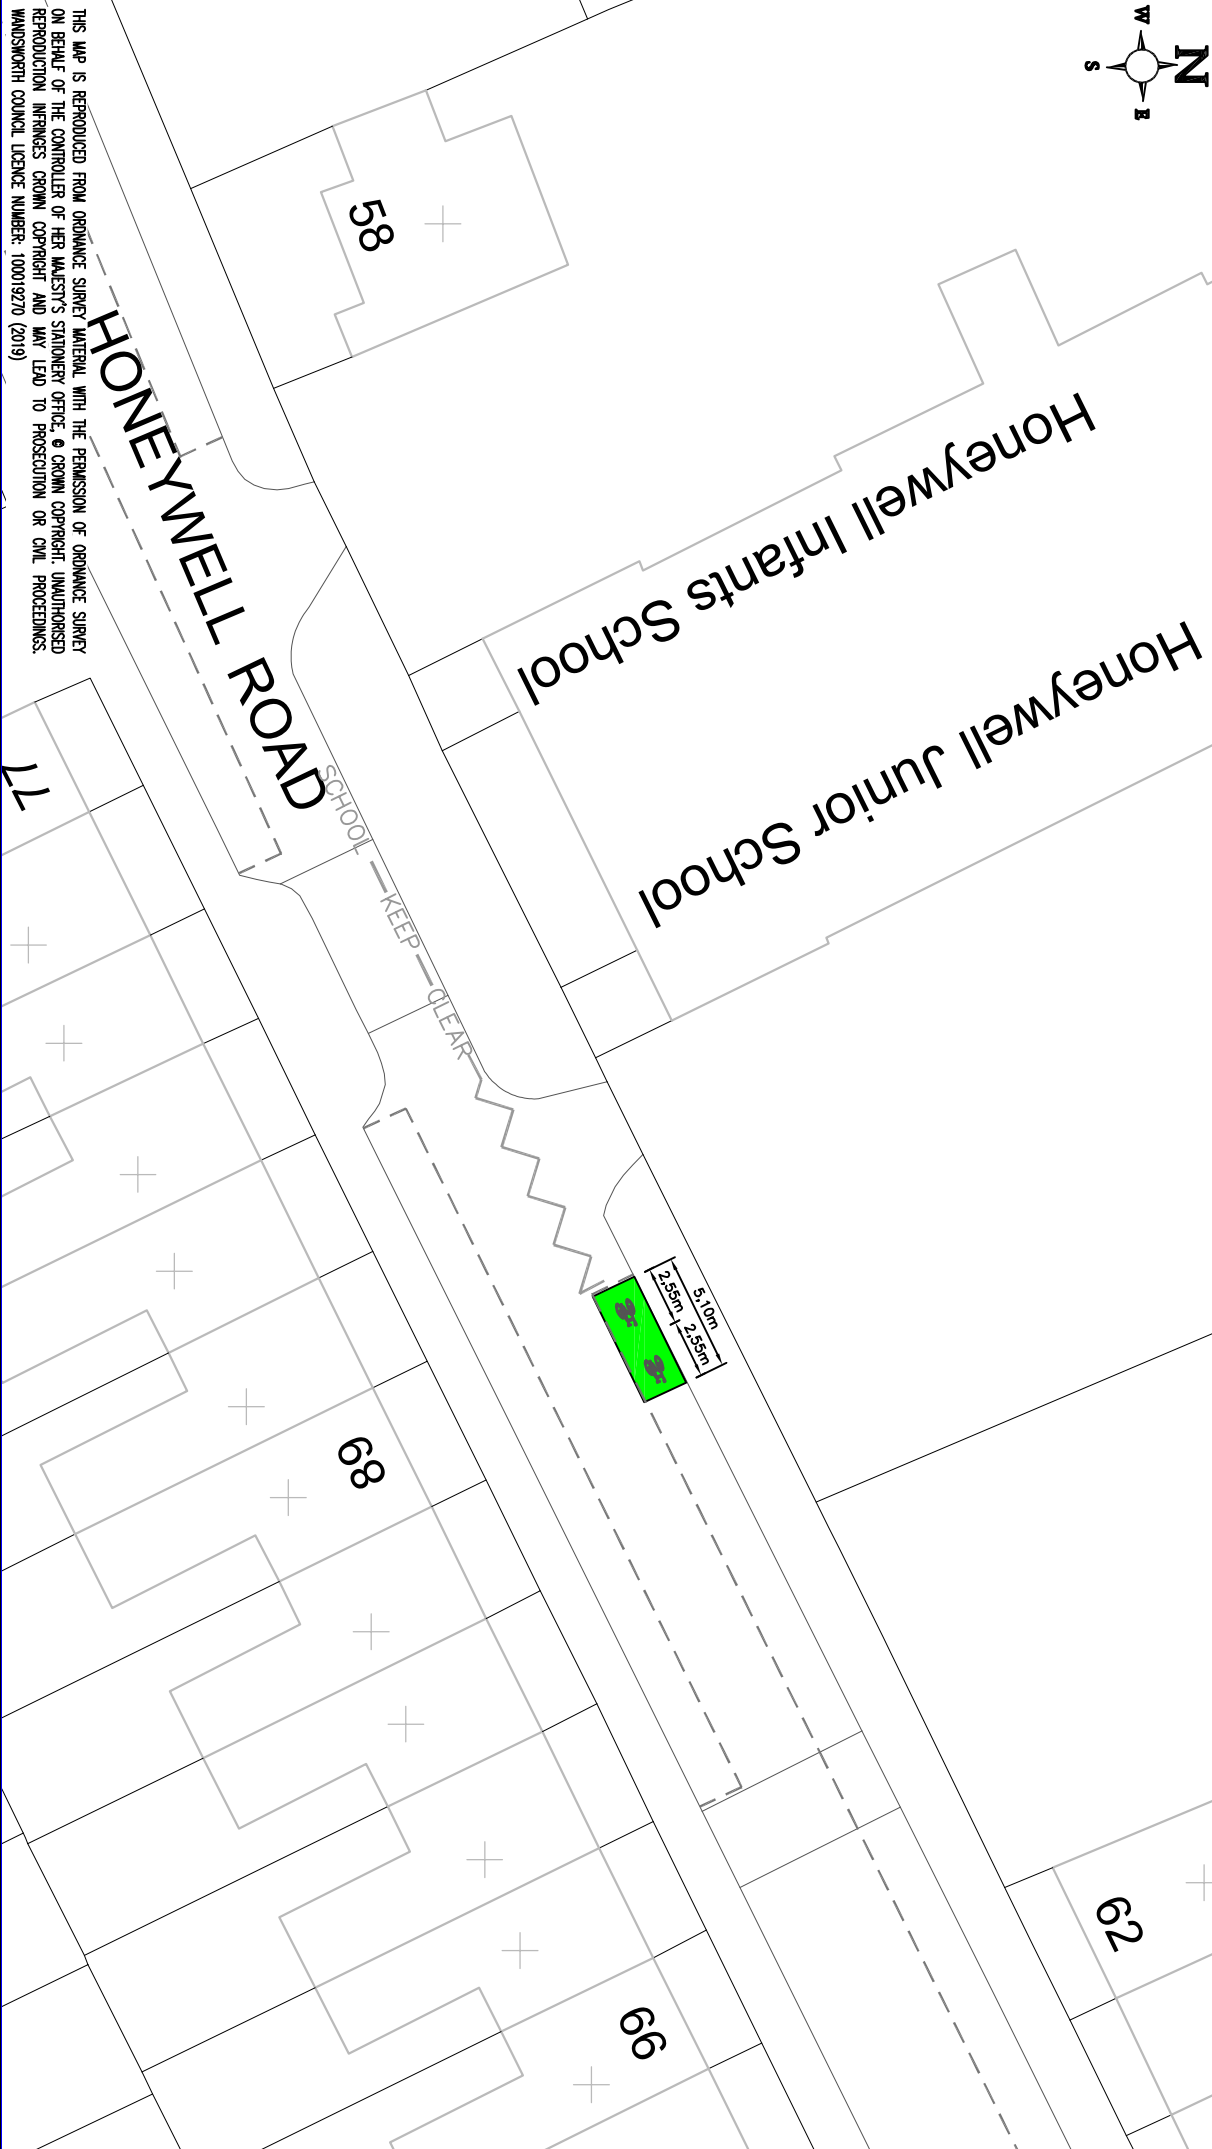 N
W
E
S
58
Honeywell Infants School
Honeywell Junior School
62
HONEYWELL ROAD
SCHOOL KEEP CLEAR
5,10m
2,55m
2,55m
77
68
66
THIS MAP IS REPRODUCED FROM ORDNANCE SURVEY MATERIAL WITH THE PERMISSION OF ORDNANCE SURVEY
ON BEHALF OF THE CONTROLLER OF HER MAJESTY'S STATIONERY OFFICE, © CROWN COPYRIGHT. UNAUTHORISED
REPRODUCTION INFRINGES CROWN COPYRIGHT AND MAY LEAD TO PROSECUTION OR CIVIL PROCEEDINGS.
WANDSWORTH COUNCIL LICENCE NUMBER: 100019270 (2019)